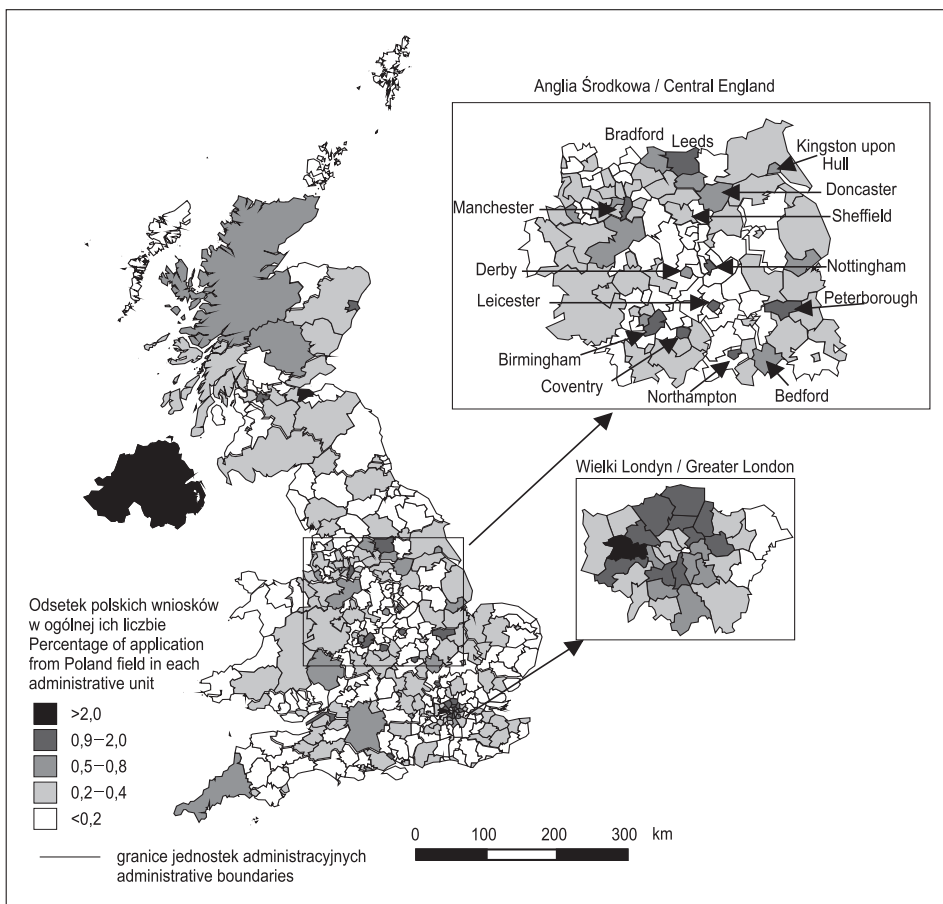 Anglia Środkowa / Central England
Bradford
Leeds
Kingston upon
Hull
Doncaster
Manchester
Sheffield
Derby
Nottingham
Leicester
Peterborough
Birmingham
Coventry
Northampton
Bedford
Wielki Londyn / Greater London
Odsetek polskich wniosków
w ogólnej ich liczbie
Percentage of application
from Poland field in each
administrative unit
>2,0
0,9–2,0
0,5–0,8
0,2–0,4
<0,2
0 100 200 300 km
granice jednostek administracyjnych
administrative boundaries